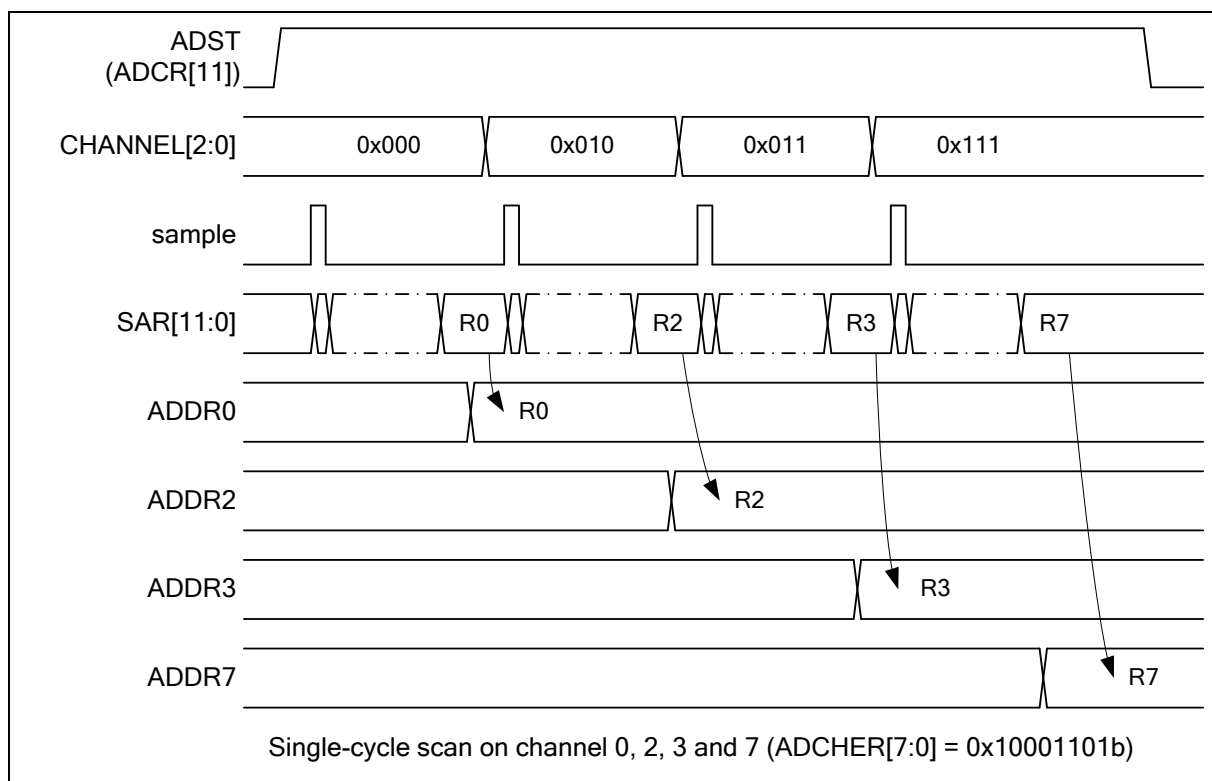 ADST
(ADCR[11])
CHANNEL[2:0]
0x000
0x010
0x011
0x111
sample
SAR[11:0]
R0
R2
R3
R7
ADDR0
R0
ADDR2
R2
ADDR3
R3
ADDR7
R7
Single-cycle scan on channel 0, 2, 3 and 7 (ADCHER[7:0] = 0x10001101b)